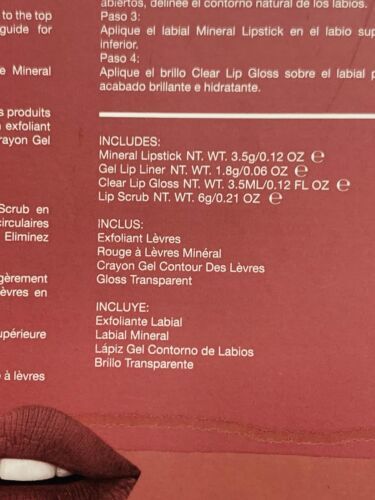 to the top
guide for
e Mineral
s produits
exfoliant
rayon Gel
Scrub en
circulaires
Eliminez
gèrement
èvres en
upérieure
à lèvres
abiertos, delinee el contorno natural de los labios.
Paso 3:
Aplique el labial Mineral Lipstick en el labio sup
inferior.
Paso 4:
Aplique el brillo Clear Lip Gloss sobre el labial p
acabado brillante e hidratante.
INCLUDES:
Mineral Lipstick NT. WT. 3.5g/0.12 OZ ℮
Gel Lip Liner NT. WT. 1.8g/0.06 OZ ℮
Clear Lip Gloss NT. WT. 3.5ML/0.12 FL OZ ℮
Lip Scrub NT. WT. 6g/0.21 OZ ℮
INCLUS:
Exfoliant Lèvres
Rouge à Lèvres Minéral
Crayon Gel Contour Des Lèvres
Gloss Transparent
INCLUYE:
Exfoliante Labial
Labial Mineral
Lápiz Gel Contorno de Labios
Brillo Transparente